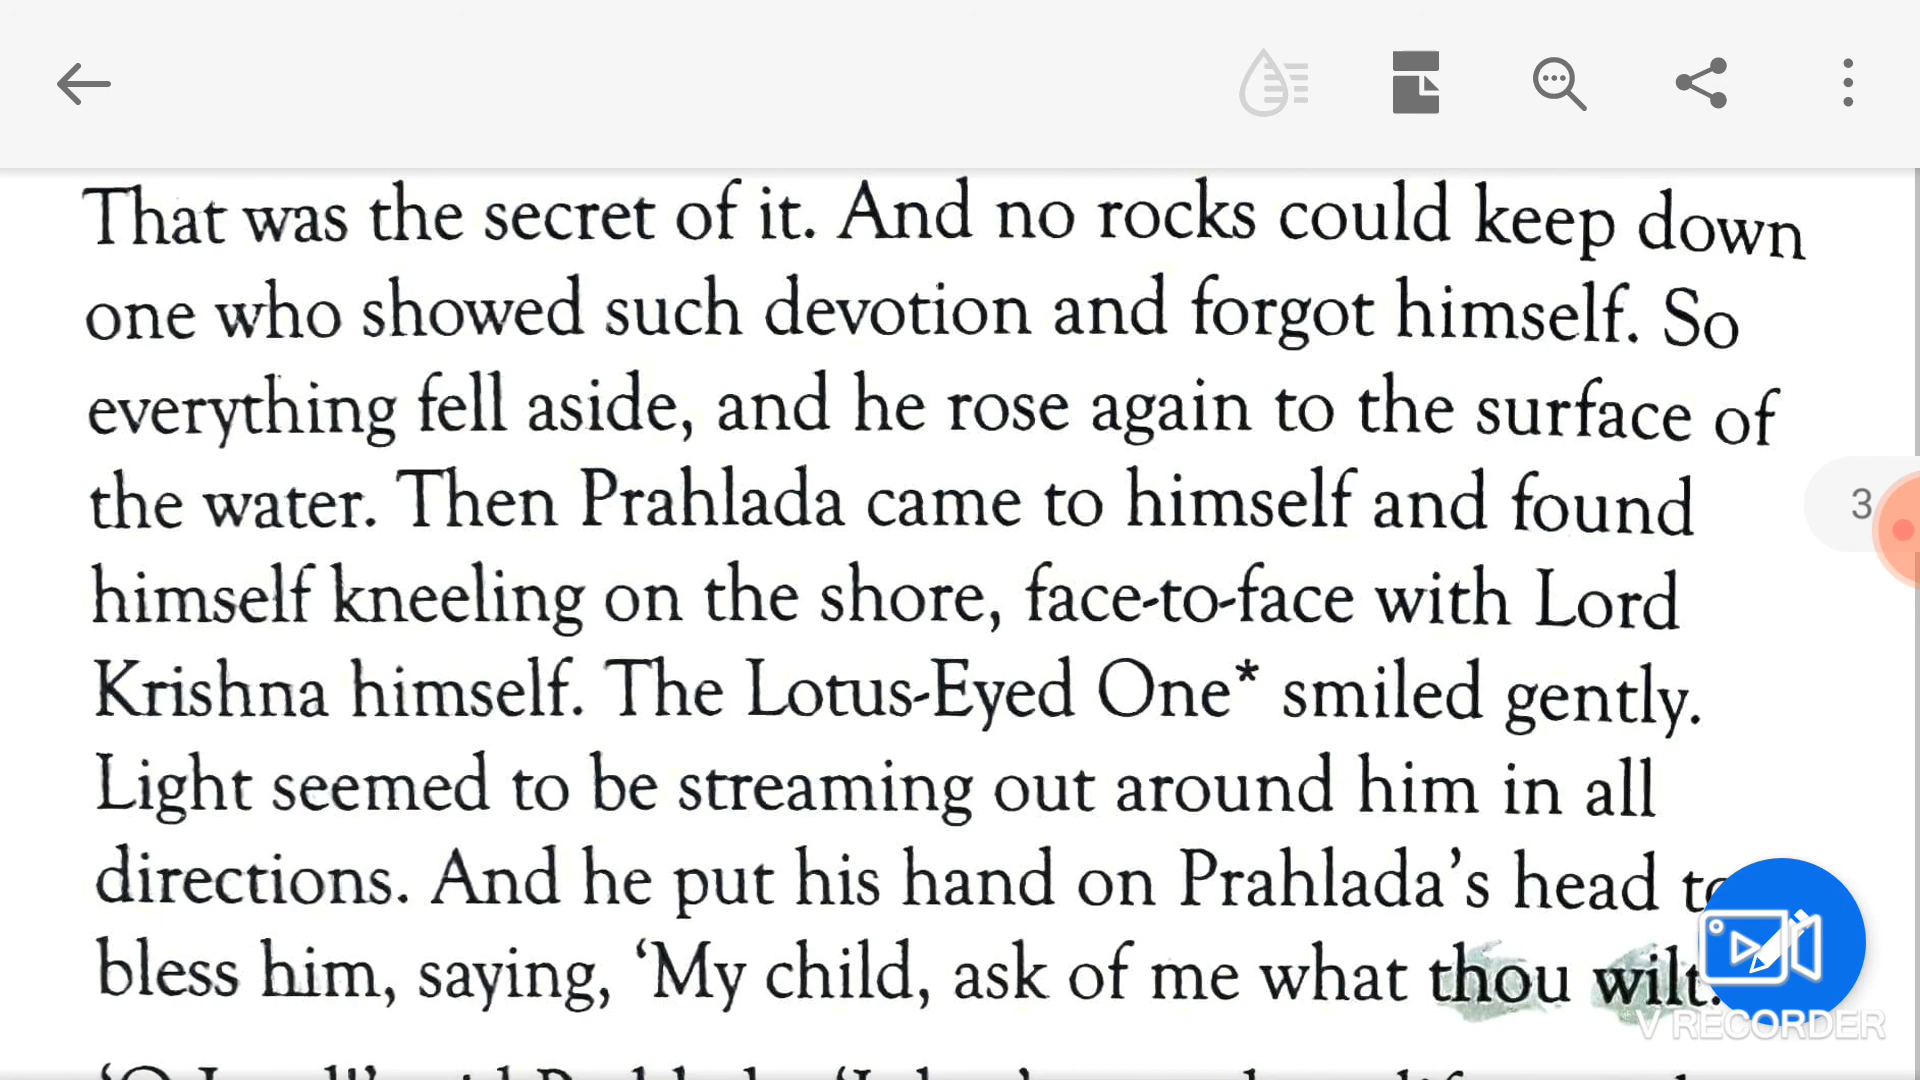 That was the secret of it. And no rocks could keep down
one who showed such devotion and forgot himself. So
everything fell aside, and he rose again to the surface of
the water. Then Prahlada came to himself and found
3
himself kneeling on the shore, face-to-face with Lord
Krishna himself. The Lotus-Eyed One* smiled gently.
Light seemed to be streaming out around him in all
directions. And he put his hand on Prahlada's head to
bless him, saying, 'My child, ask of me what thou wilt.
V RECORDER